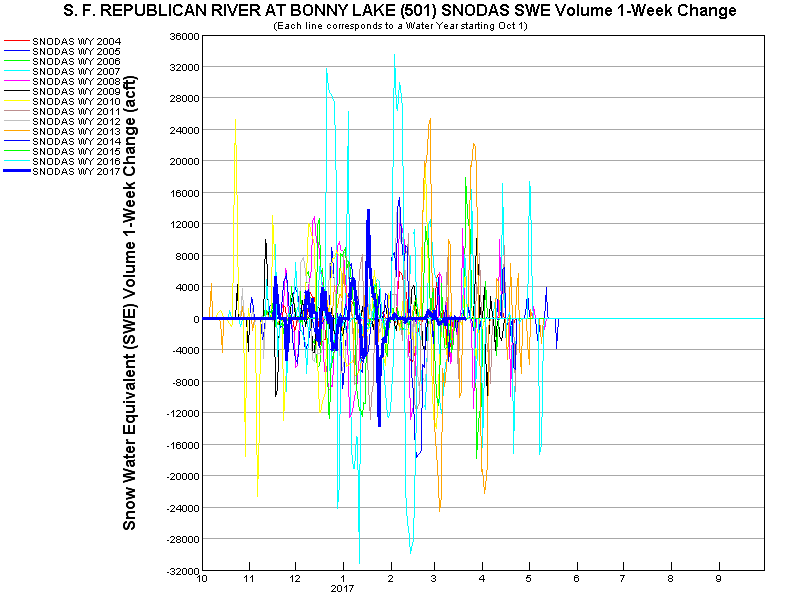 S. F. REPUBLICAN RIVER AT BONNY LAKE (501) SNODAS SWE Volume 1-Week Change
(Each line corresponds to a Water Year starting Oct 1)
SNODAS WY 2004
SNODAS WY 2005
SNODAS WY 2006
SNODAS WY 2007
SNODAS WY 2008
SNODAS WY 2009
SNODAS WY 2010
SNODAS WY 2011
SNODAS WY 2012
SNODAS WY 2013
SNODAS WY 2014
SNODAS WY 2015
SNODAS WY 2016
SNODAS WY 2017
Snow Water Equivalent (SWE) Volume 1-Week Change (acft)
36000
32000
28000
24000
20000
16000
12000
8000
4000
0
-4000
-8000
-12000
-16000
-20000
-24000
-28000
-32000
10 11 12 1 2 3 4 5 6 7 8 9
2017